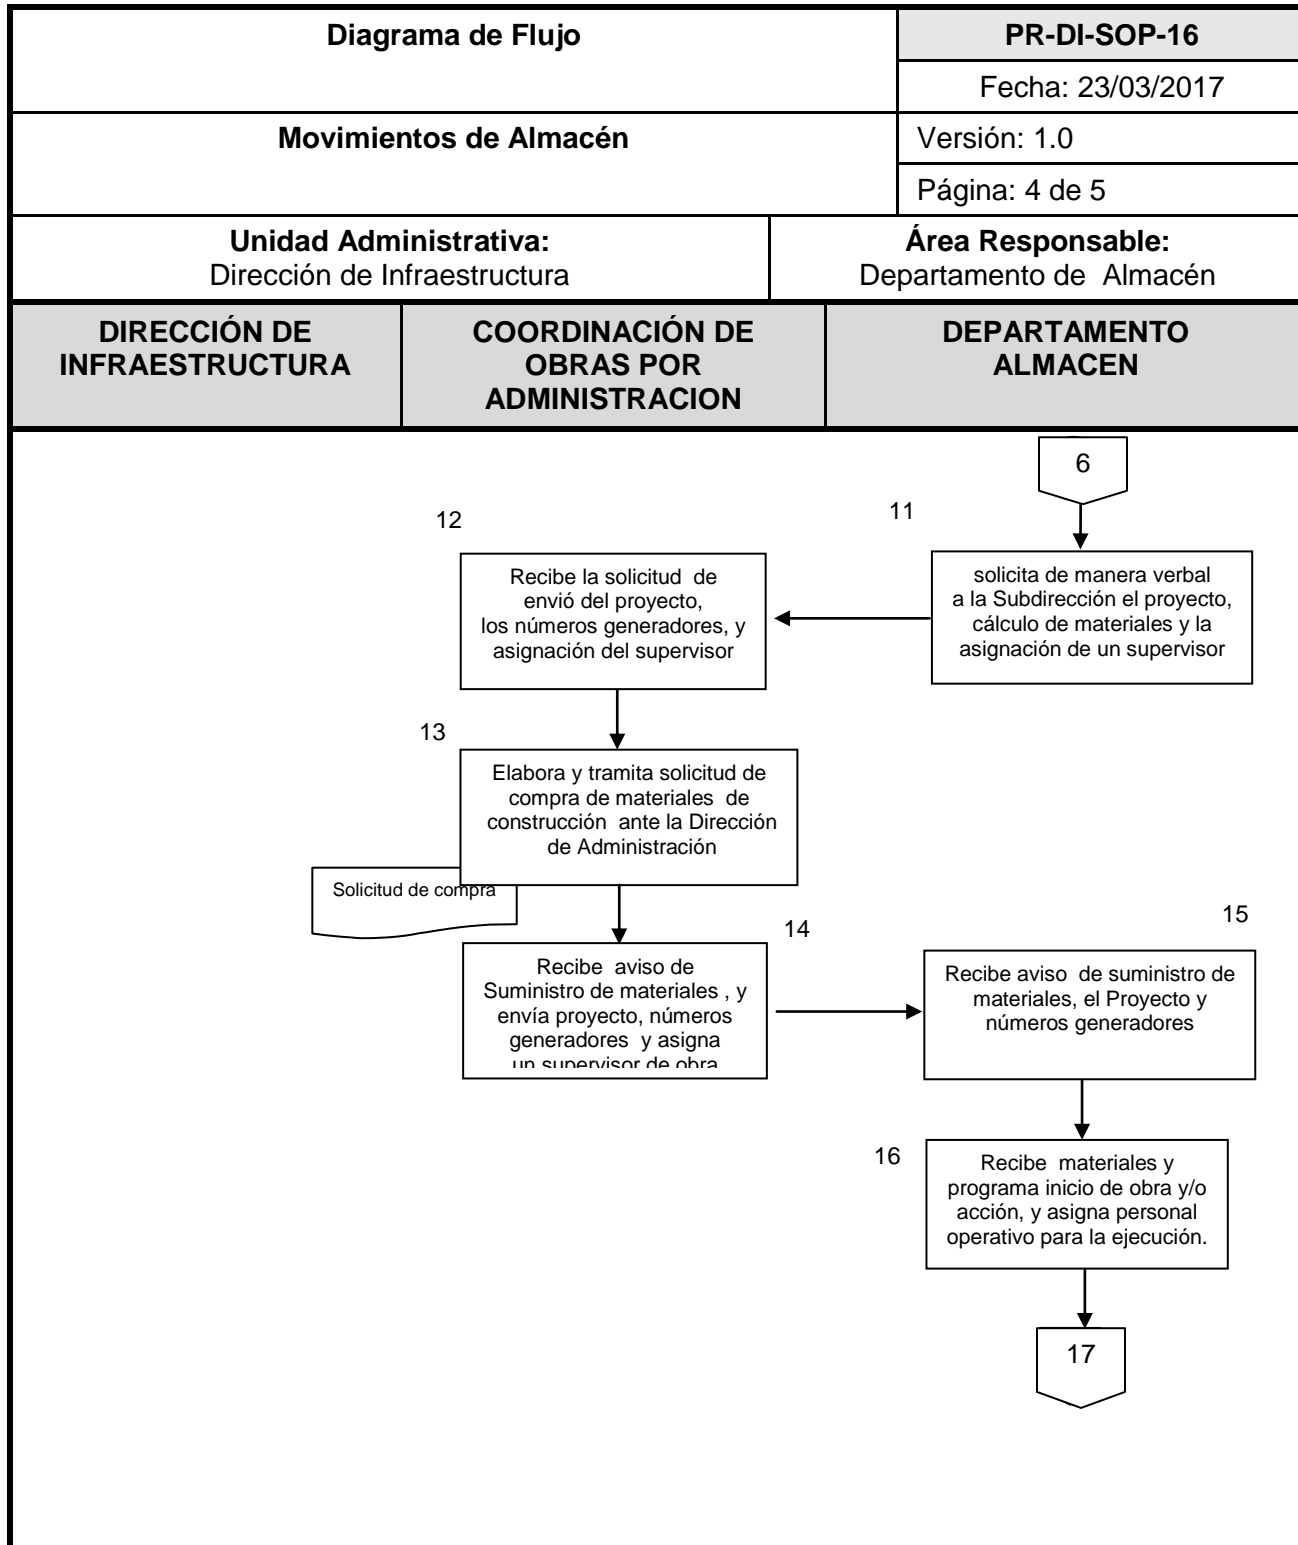 Diagrama de Flujo
PR-DI-SOP-16
Fecha: 23/03/2017
Movimientos de Almacén
Versión: 1.0
Página: 4 de 5
Unidad Administrativa:
Dirección de Infraestructura
Área Responsable:
Departamento de Almacén
DIRECCIÓN DE
INFRAESTRUCTURA
COORDINACIÓN DE
OBRAS POR
ADMINISTRACION
DEPARTAMENTO
ALMACEN
6
11
solicita de manera verbal
a la Subdirección el proyecto,
cálculo de materiales y la
asignación de un supervisor
12
Recibe la solicitud de
envió del proyecto,
los números generadores, y
asignación del supervisor
13
Elabora y tramita solicitud de
compra de materiales de
construcción ante la Dirección
de Administración
Solicitud de compra
14
Recibe aviso de
Suministro de materiales , y
envía proyecto, números
generadores y asigna
un supervisor de obra
15
Recibe aviso de suministro de
materiales, el Proyecto y
números generadores
16
Recibe materiales y
programa inicio de obra y/o
acción, y asigna personal
operativo para la ejecución.
17